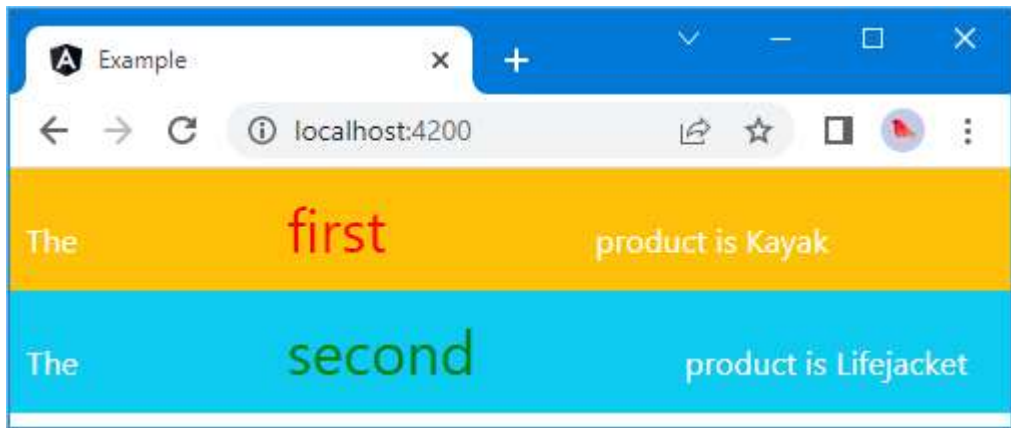 Example
localhost:4200
The first product is Kayak
The second product is Lifejacket